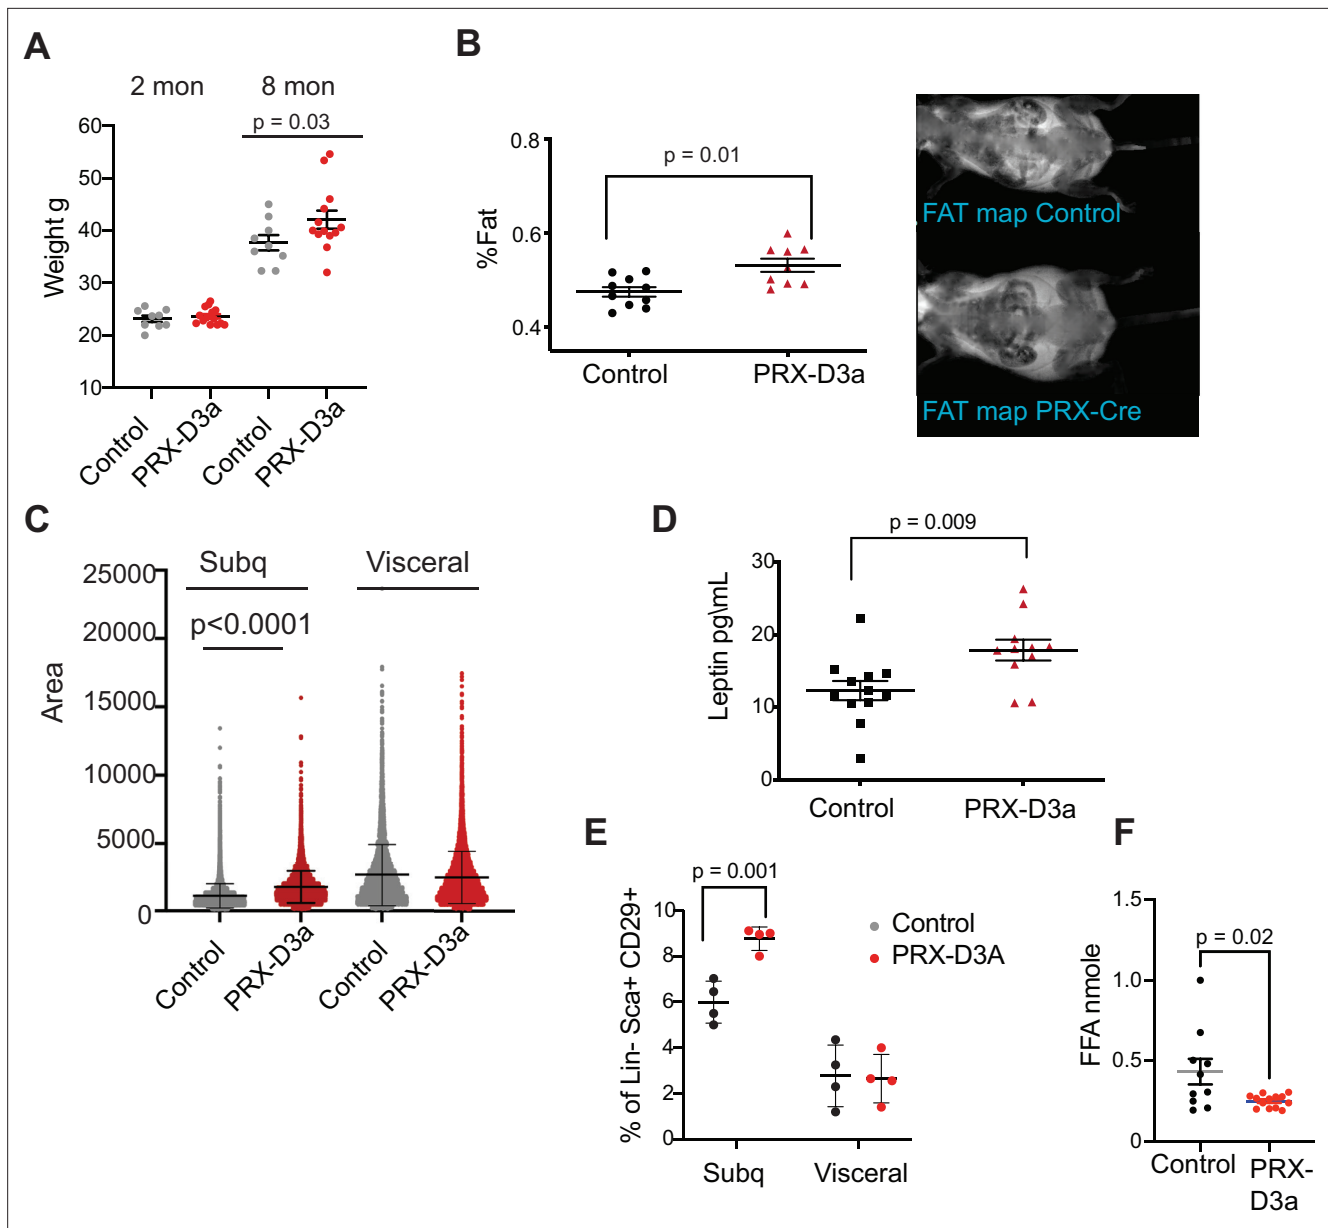 A
2 mon 8 mon
p = 0.03
Weight g
60
50
40
30
20
10
Control
PRX-D3a
Control
PRX-D3a
B
p = 0.01
%Fat
0.8
0.6
0.4
Control
PRX-D3a
FAT map Control
FAT map PRX-Cre
C
Subq Visceral
p<0.0001
Area
25000
20000
15000
10000
5000
0
Control
PRX-D3a
Control
PRX-D3a
D
p = 0.009
Leptin pg\mL
30
20
10
0
Control
PRX-D3a
E
p = 0.001
% of Lin- Sca+ CD29+
10
8
6
4
2
0
Subq
Visceral
Control
PRX-D3A
F
p = 0.02
FFA nmole
1.5
1.0
0.5
0
Control
PRX-
D3a